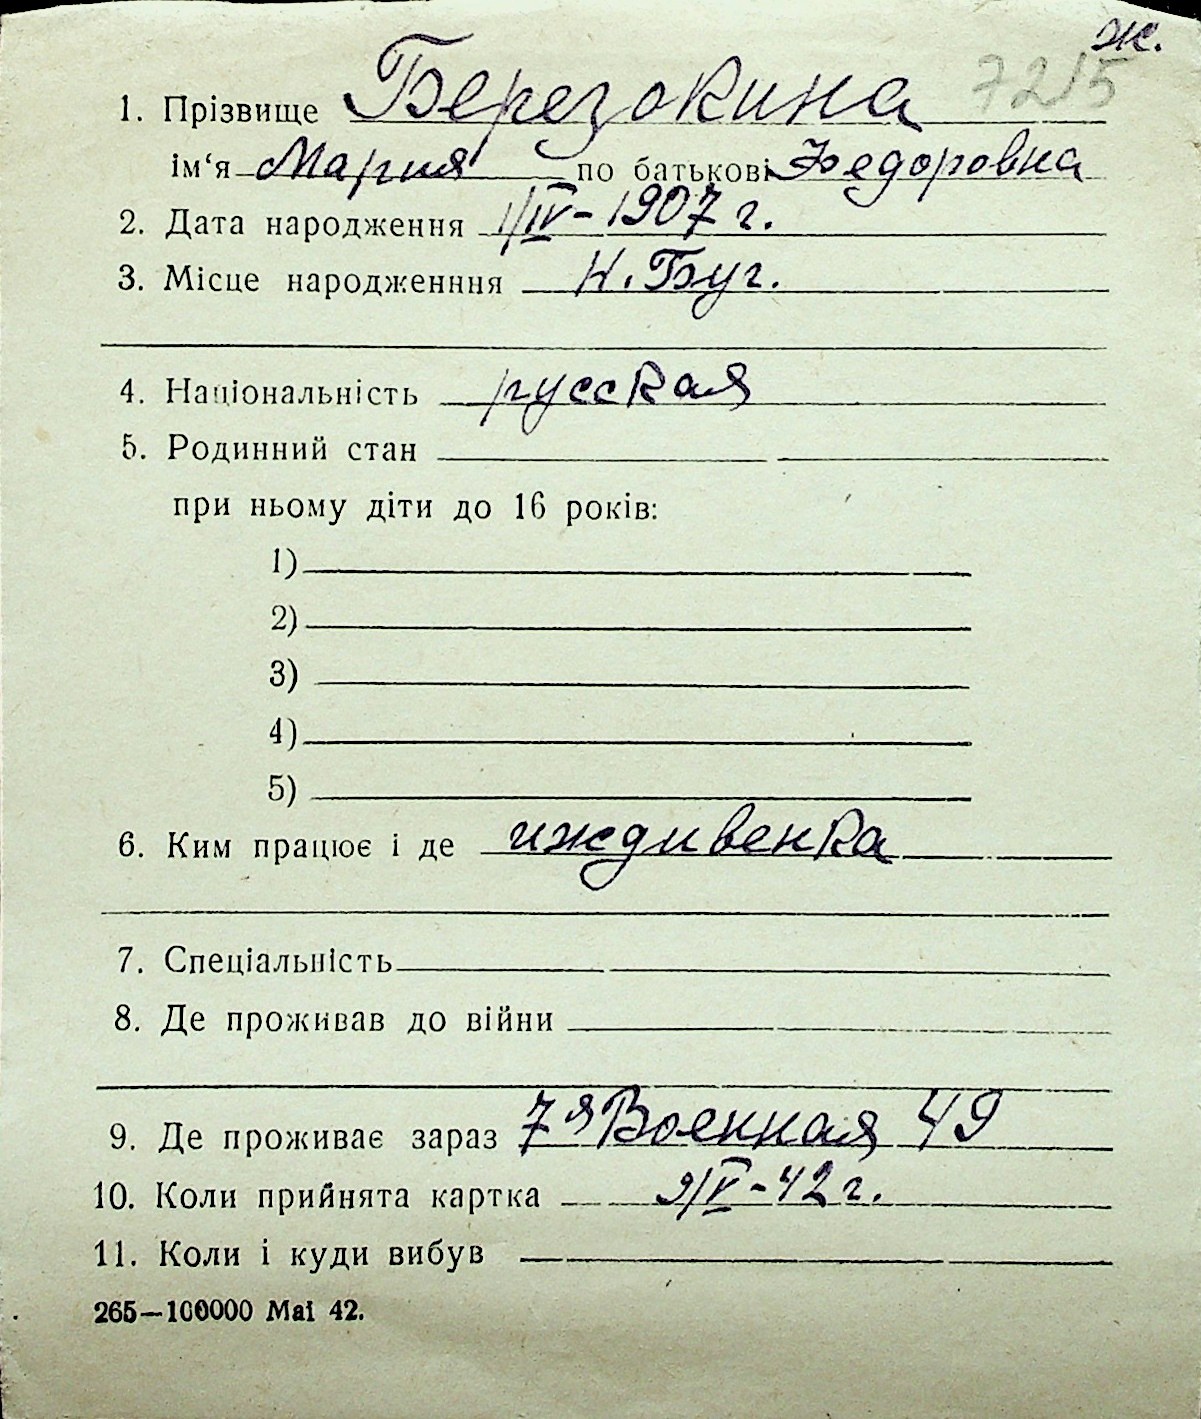 ж.
7215
1. Прізвище Березокина
ім‘я Мария по батькові Федоровна
2. Дата народження 1/IV-1907 г.
3. Місце народженння Н. Буг.
4. Національність русская
5. Родинний стан
при ньому діти до 16 років:
1)
2)
3)
4)
5)
6. Ким працює і де иждивенка
7. Спеціальність
8. Де проживав до війни
9. Де проживає зараз 7я Военная 49
10. Коли прийнята картка 9/V-42 г.
11. Коли і куди вибув
265—100000 Mai 42.